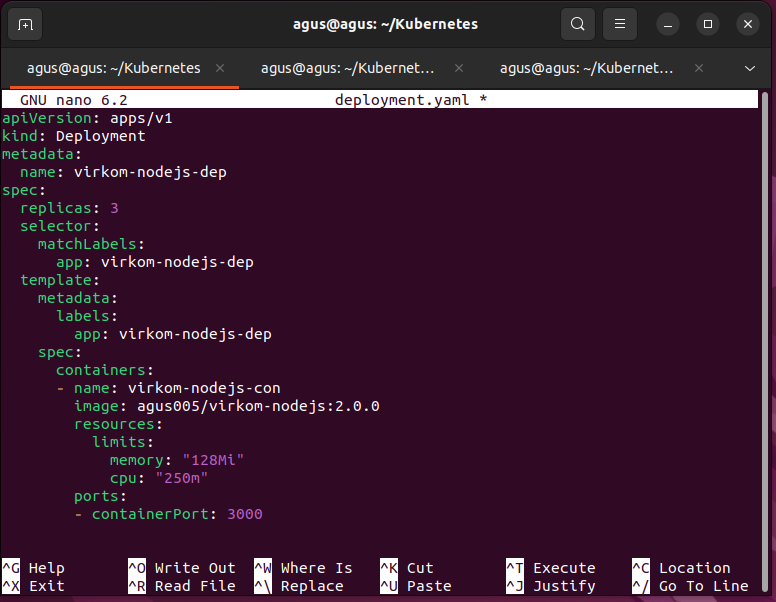 agus@agus: ~/Kubernetes
agus@agus: ~/Kubernetes × agus@agus: ~/Kubernet... × agus@agus: ~/Kubernet... ×
GNU nano 6.2 deployment.yaml *
apiVersion: apps/v1
kind: Deployment
metadata:
  name: virkom-nodejs-dep
spec:
  replicas: 3
  selector:
    matchLabels:
      app: virkom-nodejs-dep
  template:
    metadata:
      labels:
        app: virkom-nodejs-dep
    spec:
      containers:
      - name: virkom-nodejs-con
        image: agus005/virkom-nodejs:2.0.0
        resources:
          limits:
            memory: "128Mi"
            cpu: "250m"
        ports:
        - containerPort: 3000
^G Help ^O Write Out ^W Where Is ^K Cut ^T Execute ^C Location
^X Exit ^R Read File ^\ Replace ^U Paste ^J Justify ^/ Go To Line